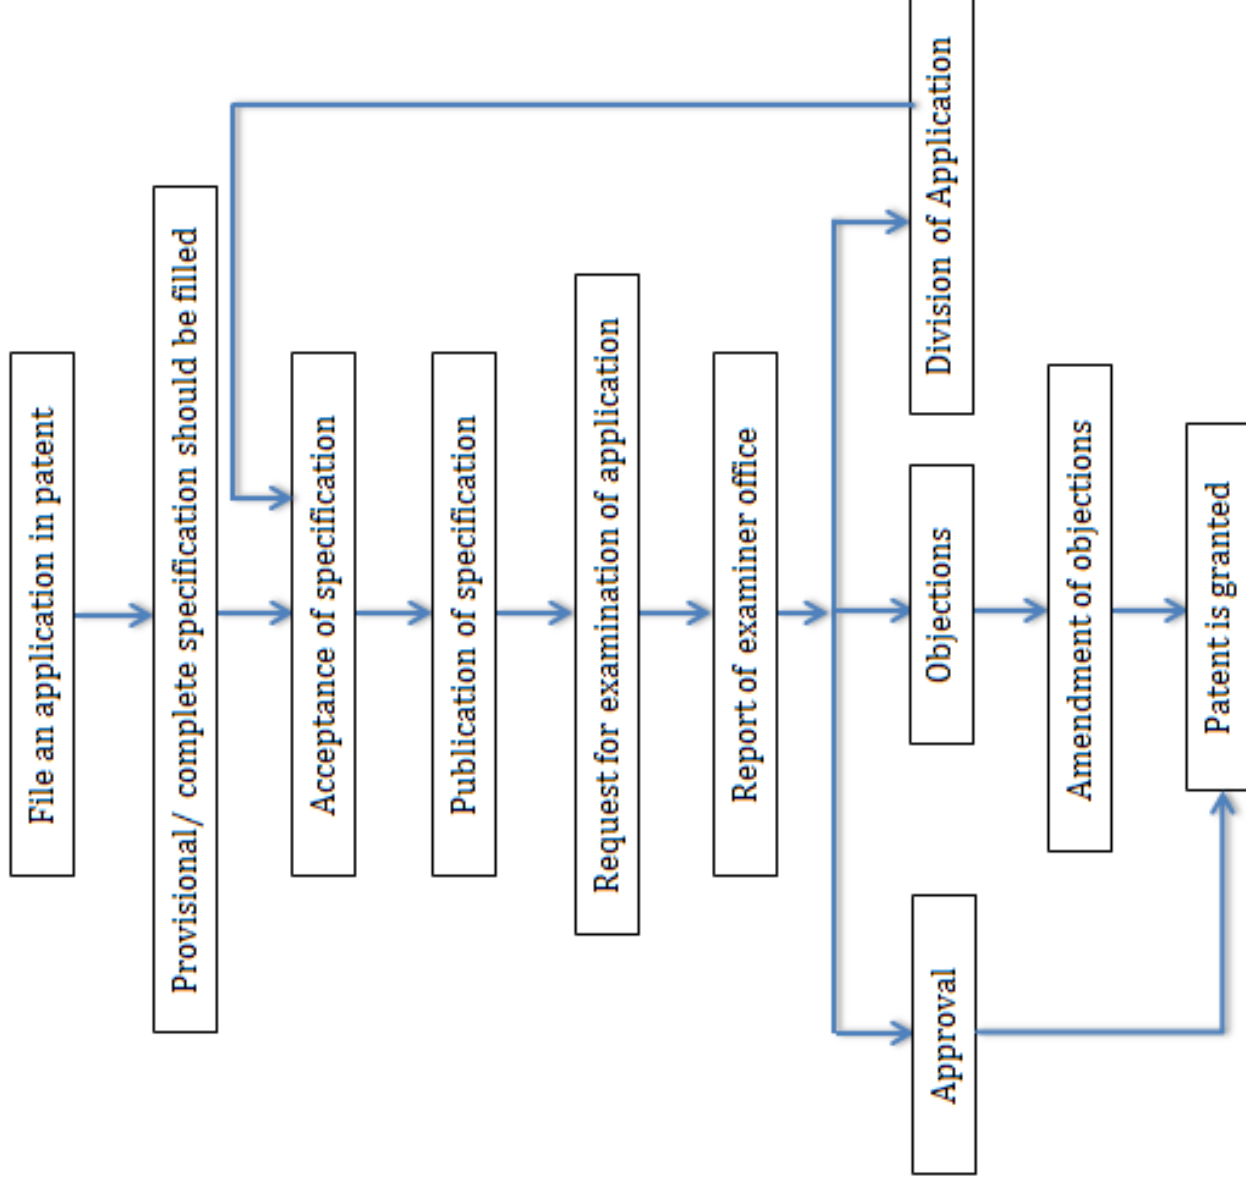 File an application in patent
Provisional/ complete specification should be filled
Acceptance of specification
Publication of specification
Request for examination of application
Report of examiner office
Approval
Objections
Division of Application
Amendment of objections
Patent is granted